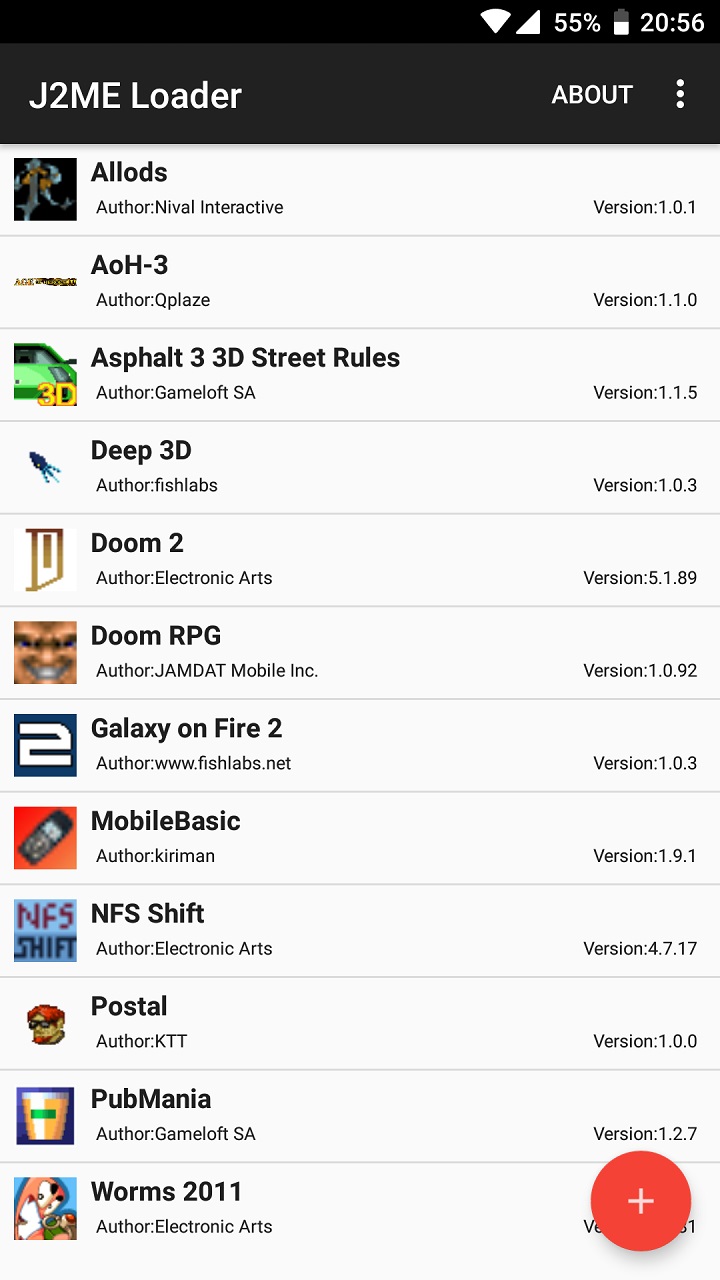 55% 20:56
J2ME Loader ABOUT
Allods
Author:Nival Interactive Version:1.0.1
AoH-3
Author:Qplaze Version:1.1.0
Asphalt 3 3D Street Rules
3D
Author:Gameloft SA Version:1.1.5
Deep 3D
Author:fishlabs Version:1.0.3
Doom 2
Author:Electronic Arts Version:5.1.89
Doom RPG
Author:JAMDAT Mobile Inc. Version:1.0.92
Galaxy on Fire 2
2
Author:www.fishlabs.net Version:1.0.3
MobileBasic
Author:kiriman Version:1.9.1
NFS Shift
NFS
SHIFT
Author:Electronic Arts Version:4.7.17
Postal
Author:KTT Version:1.0.0
PubMania
Author:Gameloft SA Version:1.2.7
Worms 2011
Author:Electronic Arts